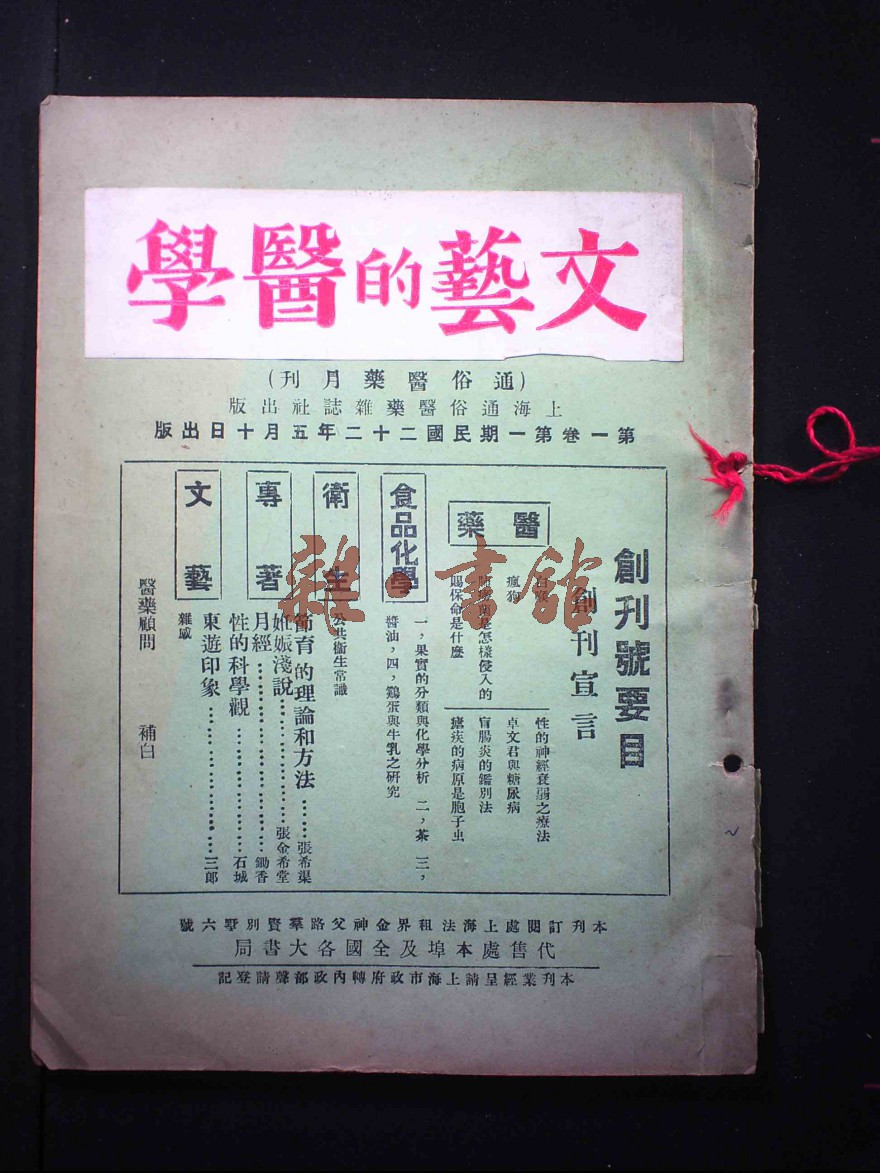 文藝的醫學
(通俗醫藥月刊)
上海通俗醫藥雜誌社出版
第一卷第一期民國二十二年五月十日出版
創刊號要目
創刊宣言
醫藥
瘋狗
是怎樣侵入的
賜保命是什麼
性的神經衰弱之療法
卓文君與糖尿病
盲腸炎的鑑別法
瘧疾的病原是胞子虫
食品化學
一，果實的分類與化學分析 二，茶 三，
醬油，四，鷄蛋與牛乳之研究
衛生
公共衞生常識
專著
節育的理論和方法……張希渠
妊娠淺說……張金希堂
月經……鋤香
性的科學觀……石城
文藝
東遊印象……三郎
雜感
醫藥顧問 補白
本刊訂閱處上海法租界金神父路羣賢別墅六號
代售處本埠及全國各大書局
本刊業經呈請上海市政府轉內政部聲請登記
雜·書館